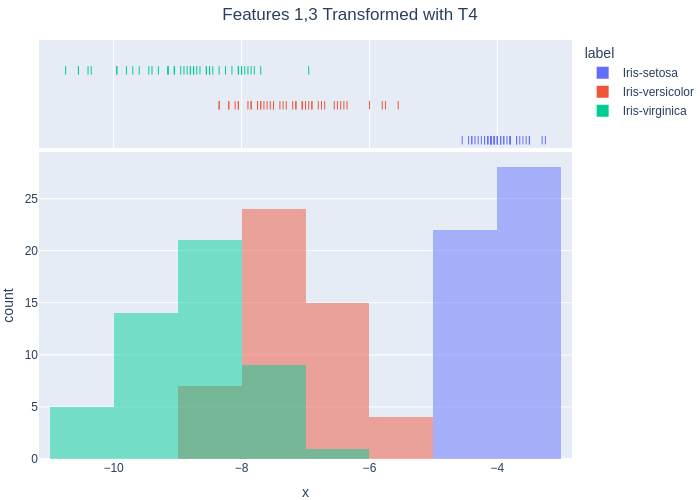 Features 1,3 Transformed with T4
label
Iris-setosa
Iris-versicolor
Iris-virginica
25
20
15
10
5
0
count
−10
−8
−6
−4
x